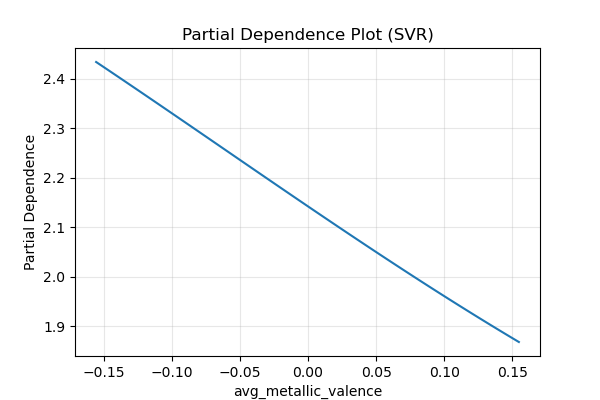 Partial Dependence Plot (SVR)
Partial Dependence
2.4
2.3
2.2
2.1
2.0
1.9
−0.15 −0.10 −0.05 0.00 0.05 0.10 0.15
avg_metallic_valence